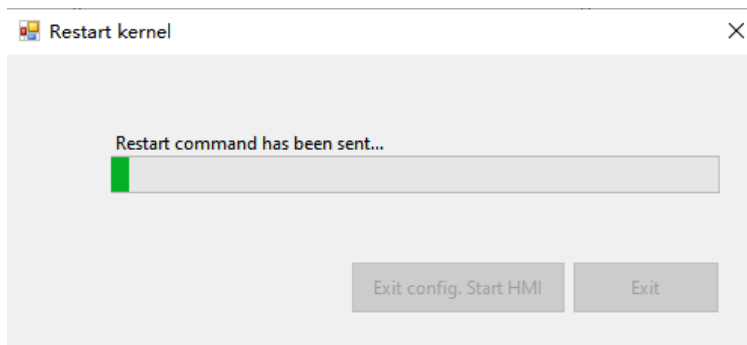 Restart kernel
Restart command has been sent...
Exit config. Start HMI
Exit